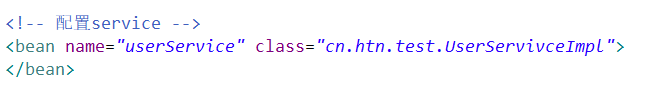 <!-- 配置service -->
<bean name="userService" class="cn.htn.test.UserServivceImpl">
</bean>